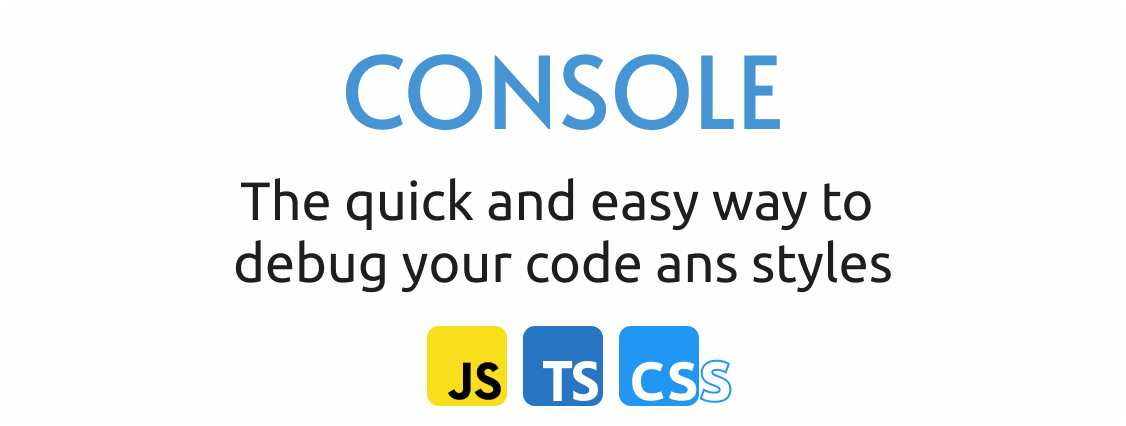 CONSOLE
The quick and easy way to
debug your code ans styles
JS TS CSS